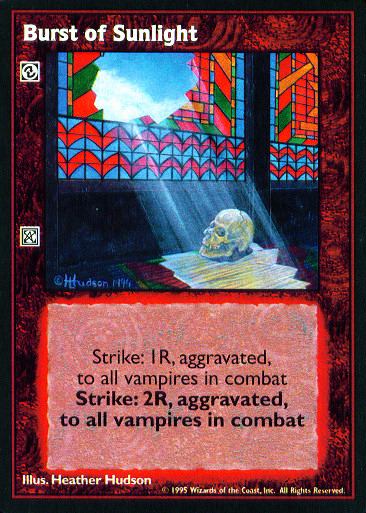 Burst of Sunlight
© HHudson 1994
Strike: 1R, aggravated,
to all vampires in combat
Strike: 2R, aggravated,
to all vampires in combat
Illus. Heather Hudson
© 1995 Wizards of the Coast, Inc. All Rights Reserved.